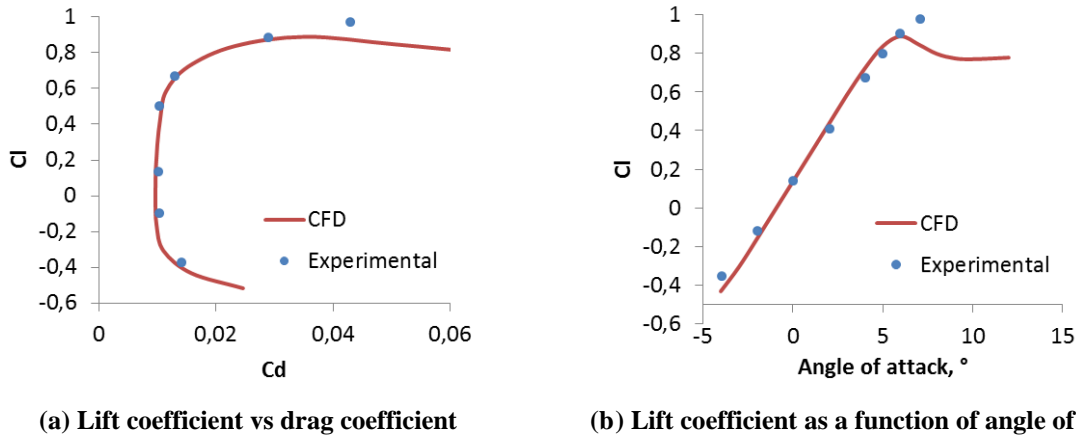 1
0,8
0,6
0,4
0,2
0
-0,2
-0,4
-0,6
Cl
0
0,02
0,04
0,06
Cd
CFD
Experimental
(a) Lift coefficient vs drag coefficient
1
0,8
0,6
0,4
0,2
0
-0,2
-0,4
-0,6
Cl
-5
0
5
10
15
Angle of attack, °
CFD
Experimental
(b) Lift coefficient as a function of angle of